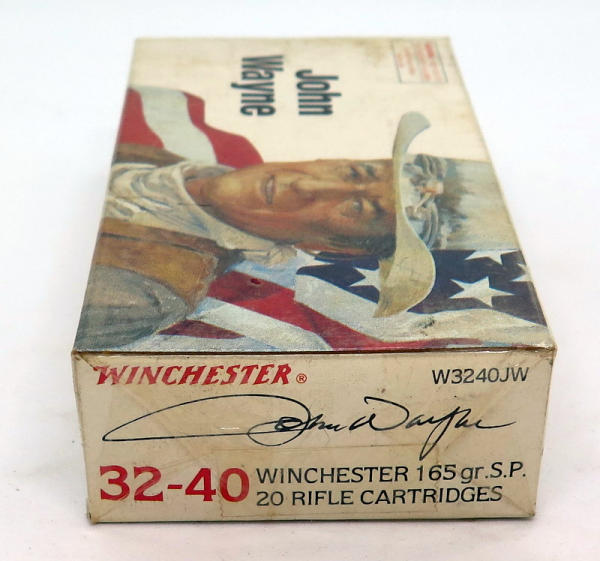 John
Wayne
WINCHESTER®
W3240JW
John Wayne
32-40
WINCHESTER 165 gr. S.P.
20 RIFLE CARTRIDGES